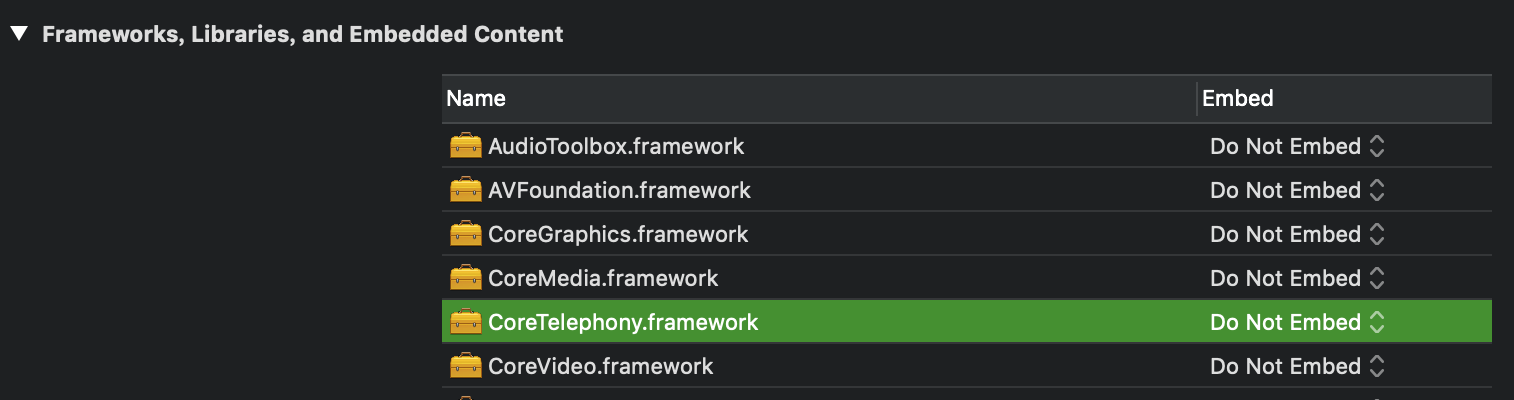 Frameworks, Libraries, and Embedded Content
Name Embed
AudioToolbox.framework Do Not Embed
AVFoundation.framework Do Not Embed
CoreGraphics.framework Do Not Embed
CoreMedia.framework Do Not Embed
CoreTelephony.framework Do Not Embed
CoreVideo.framework Do Not Embed